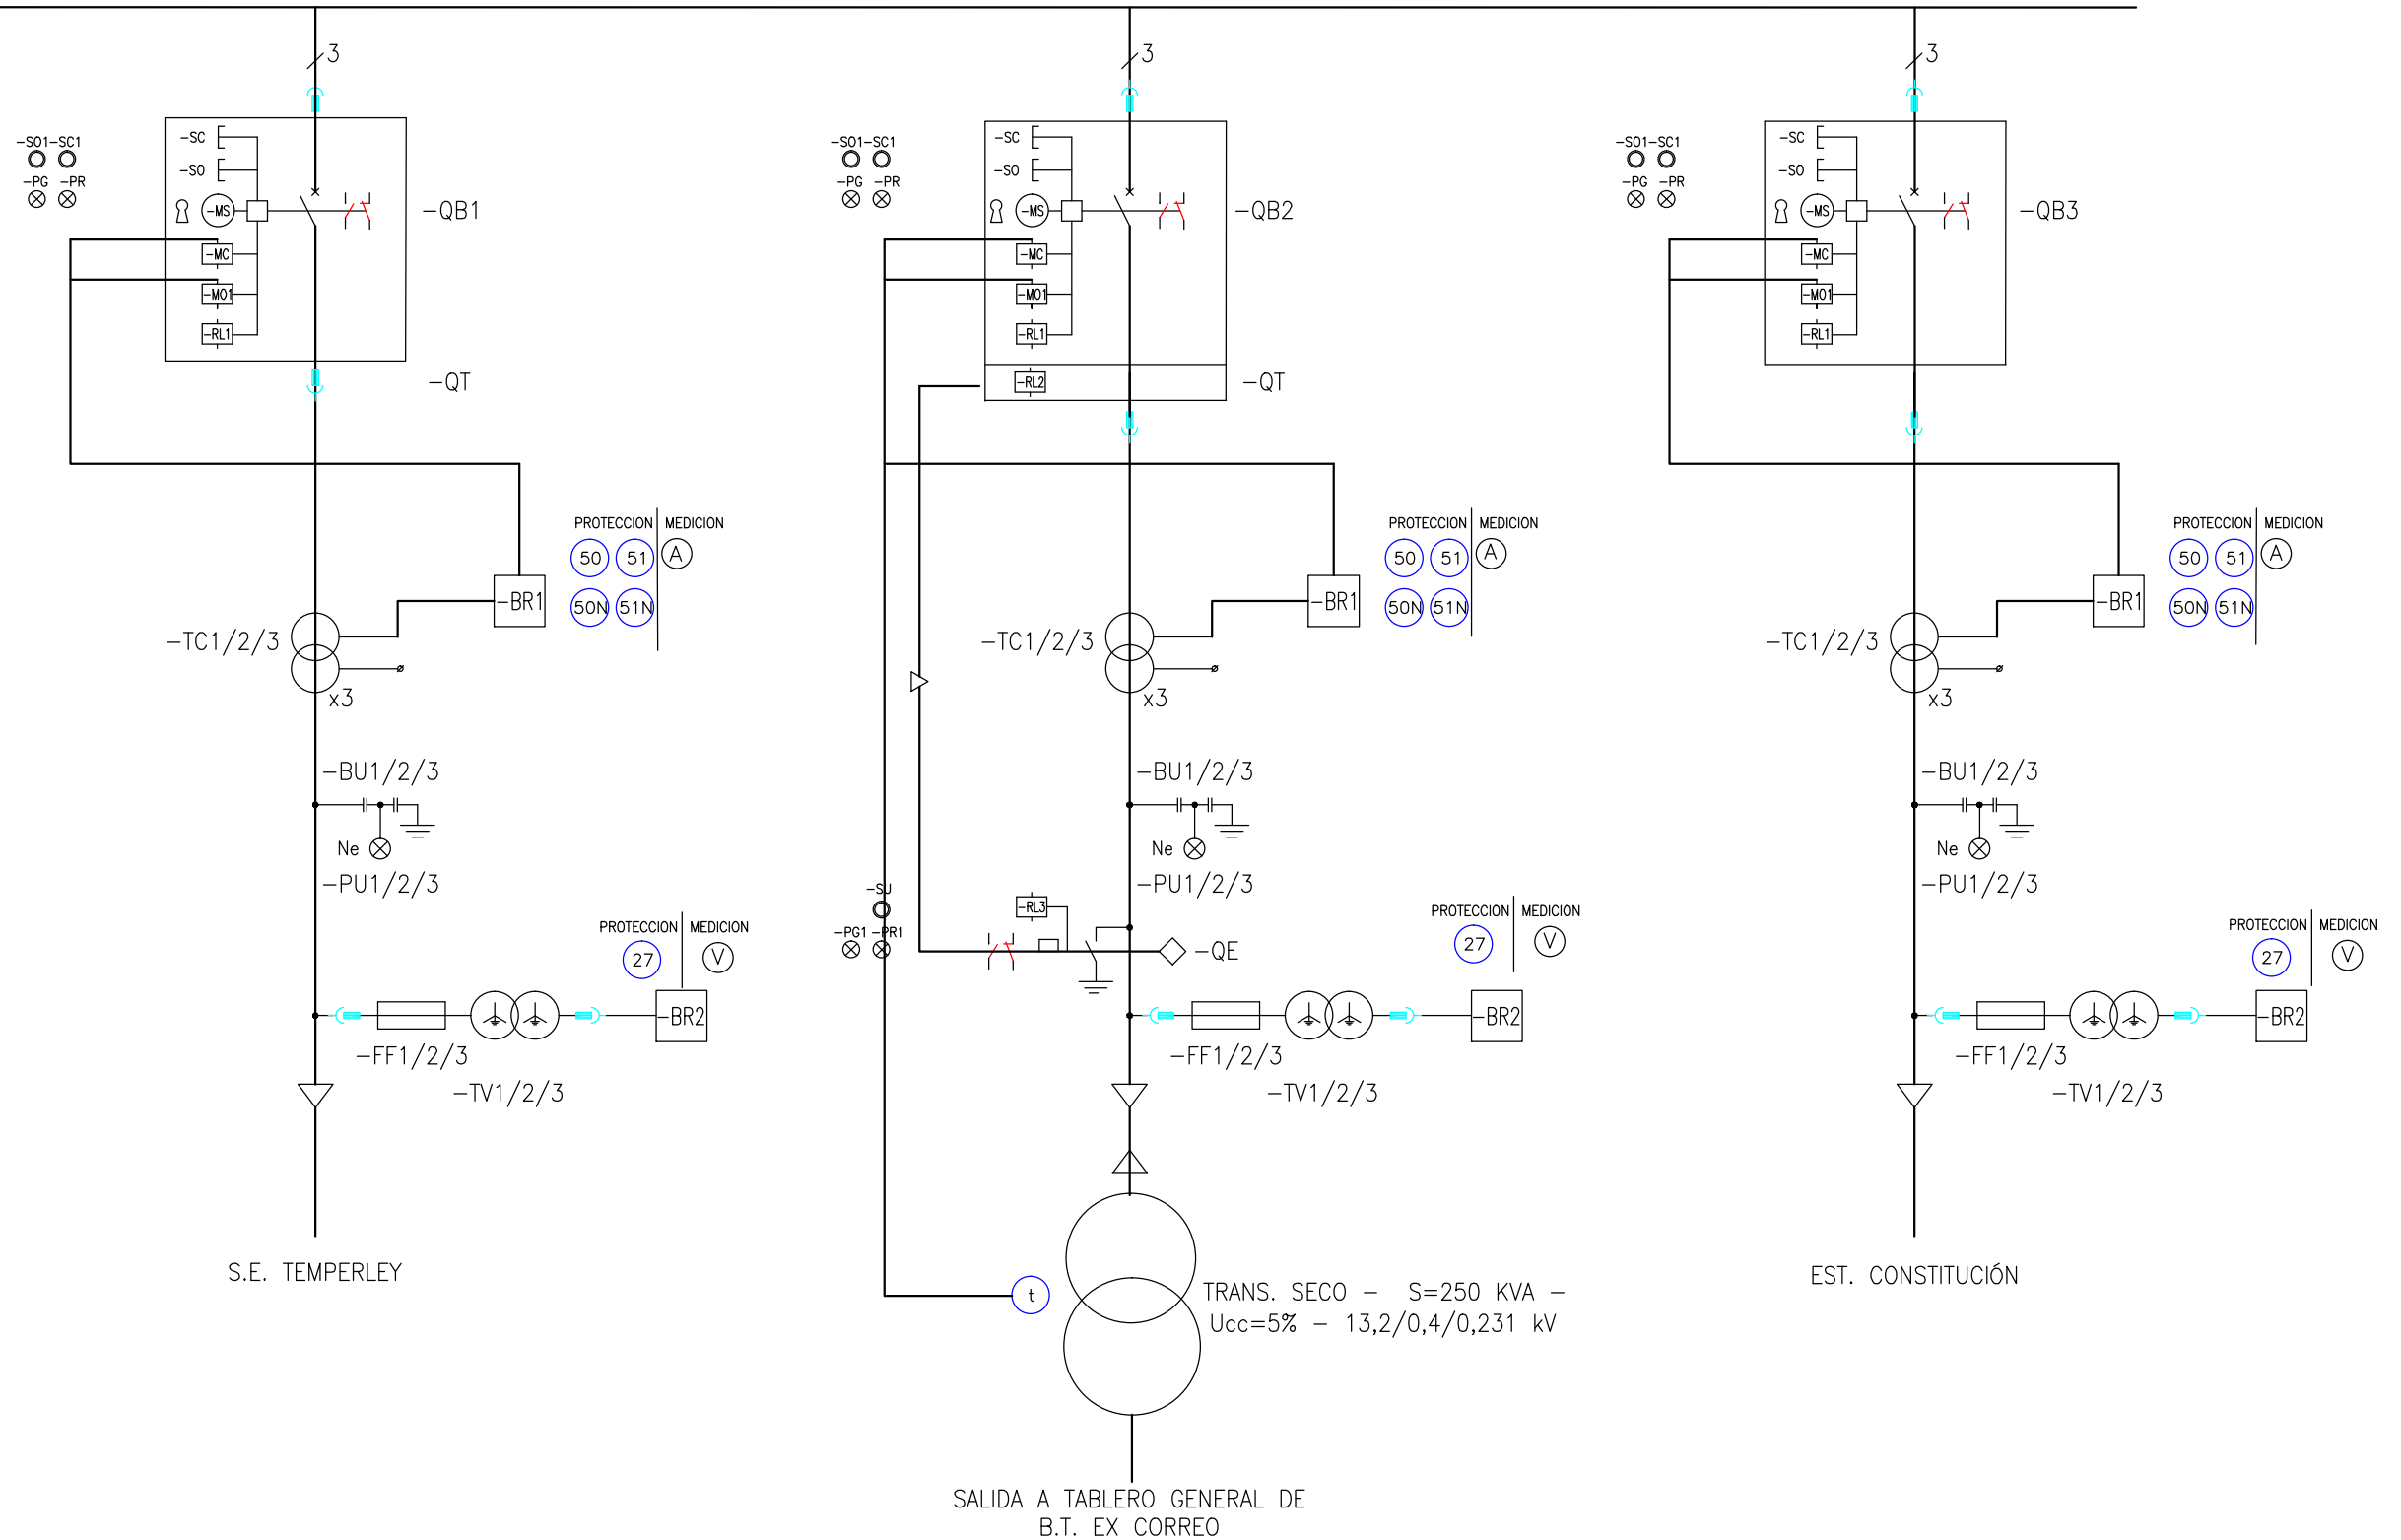 3
-SO1-SC1
-PG -PR
-SC
-SO
-MS
-MC
-MO1
-RL1
-QB1
-QT
PROTECCION MEDICION
50 51 A
50N 51N
-BR1
-TC1/2/3
x3
-BU1/2/3
Ne
-PU1/2/3
PROTECCION MEDICION
27 V
-BR2
-FF1/2/3
-TV1/2/3
S.E. TEMPERLEY
3
-SO1-SC1
-PG -PR
-SC
-SO
-MS
-MC
-MO1
-RL1
-RL2
-QB2
-QT
PROTECCION MEDICION
50 51 A
50N 51N
-BR1
-TC1/2/3
x3
-BU1/2/3
Ne
-PU1/2/3
-SU
-PG1 -PR1
-RL3
-QE
PROTECCION MEDICION
27 V
-BR2
-FF1/2/3
-TV1/2/3
t
TRANS. SECO - S=250 KVA -
Ucc=5% - 13,2/0,4/0,231 kV
SALIDA A TABLERO GENERAL DE
B.T. EX CORREO
3
-SO1-SC1
-PG -PR
-SC
-SO
-MS
-MC
-MO1
-RL1
-QB3
PROTECCION MEDICION
50 51 A
50N 51N
-BR1
-TC1/2/3
x3
-BU1/2/3
Ne
-PU1/2/3
PROTECCION MEDICION
27 V
-BR2
-FF1/2/3
-TV1/2/3
EST. CONSTITUCIÓN